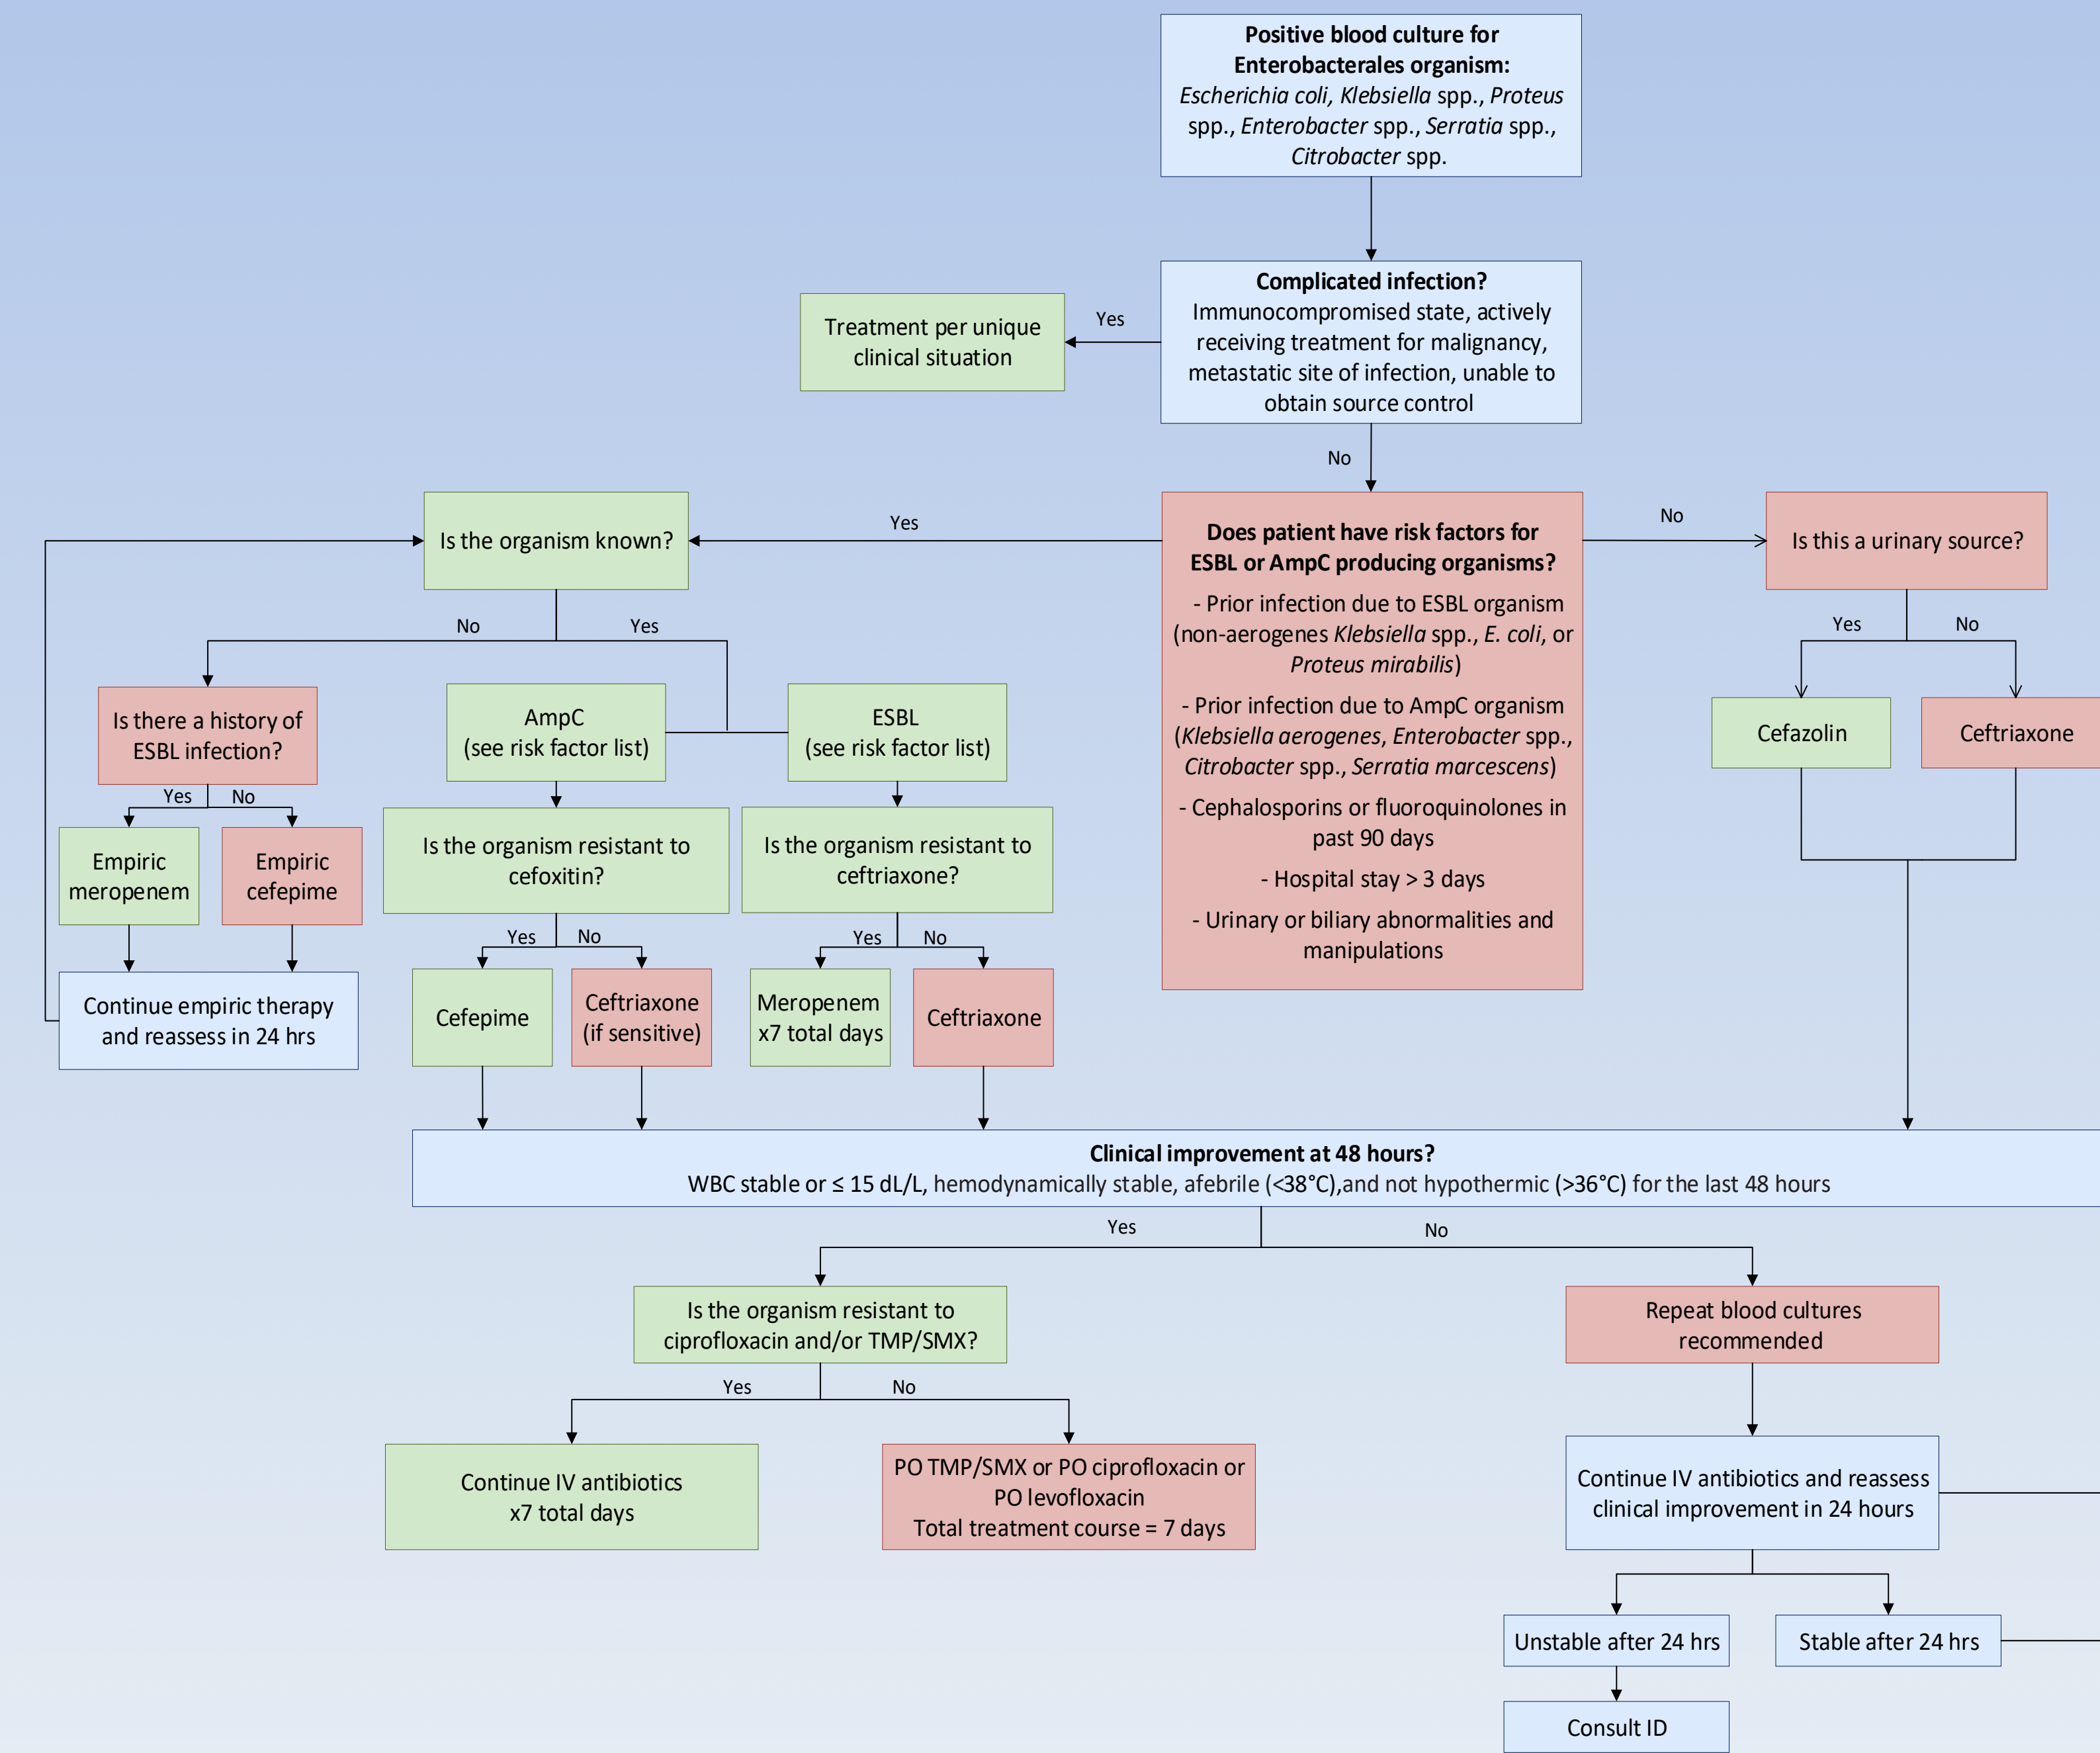 Positive blood culture for
Enterobacterales organism:
Escherichia coli, Klebsiella spp., Proteus
spp., Enterobacter spp., Serratia spp.,
Citrobacter spp.
Complicated infection?
Immunocompromised state, actively
receiving treatment for malignancy,
metastatic site of infection, unable to
obtain source control
Yes
Treatment per unique
clinical situation
No
Does patient have risk factors for
ESBL or AmpC producing organisms?
- Prior infection due to ESBL organism
(non-aerogenes Klebsiella spp., E. coli, or
Proteus mirabilis)
- Prior infection due to AmpC organism
(Klebsiella aerogenes, Enterobacter spp.,
Citrobacter spp., Serratia marcescens)
- Cephalosporins or fluoroquinolones in
past 90 days
- Hospital stay > 3 days
- Urinary or biliary abnormalities and
manipulations
Yes
Is the organism known?
No
Yes
Is there a history of
ESBL infection?
Yes
No
Empiric
meropenem
Empiric
cefepime
Continue empiric therapy
and reassess in 24 hrs
AmpC
(see risk factor list)
Is the organism resistant to
cefoxitin?
Yes
No
Cefepime
Ceftriaxone
(if sensitive)
ESBL
(see risk factor list)
Is the organism resistant to
ceftriaxone?
Yes
No
Meropenem
x7 total days
Ceftriaxone
No
Is this a urinary source?
Yes
No
Cefazolin
Ceftriaxone
Clinical improvement at 48 hours?
WBC stable or ≤ 15 dL/L, hemodynamically stable, afebrile (<38°C),and not hypothermic (>36°C) for the last 48 hours
Yes
No
Is the organism resistant to
ciprofloxacin and/or TMP/SMX?
Yes
No
Continue IV antibiotics
x7 total days
PO TMP/SMX or PO ciprofloxacin or
PO levofloxacin
Total treatment course = 7 days
Repeat blood cultures
recommended
Continue IV antibiotics and reassess
clinical improvement in 24 hours
Unstable after 24 hrs
Stable after 24 hrs
Consult ID